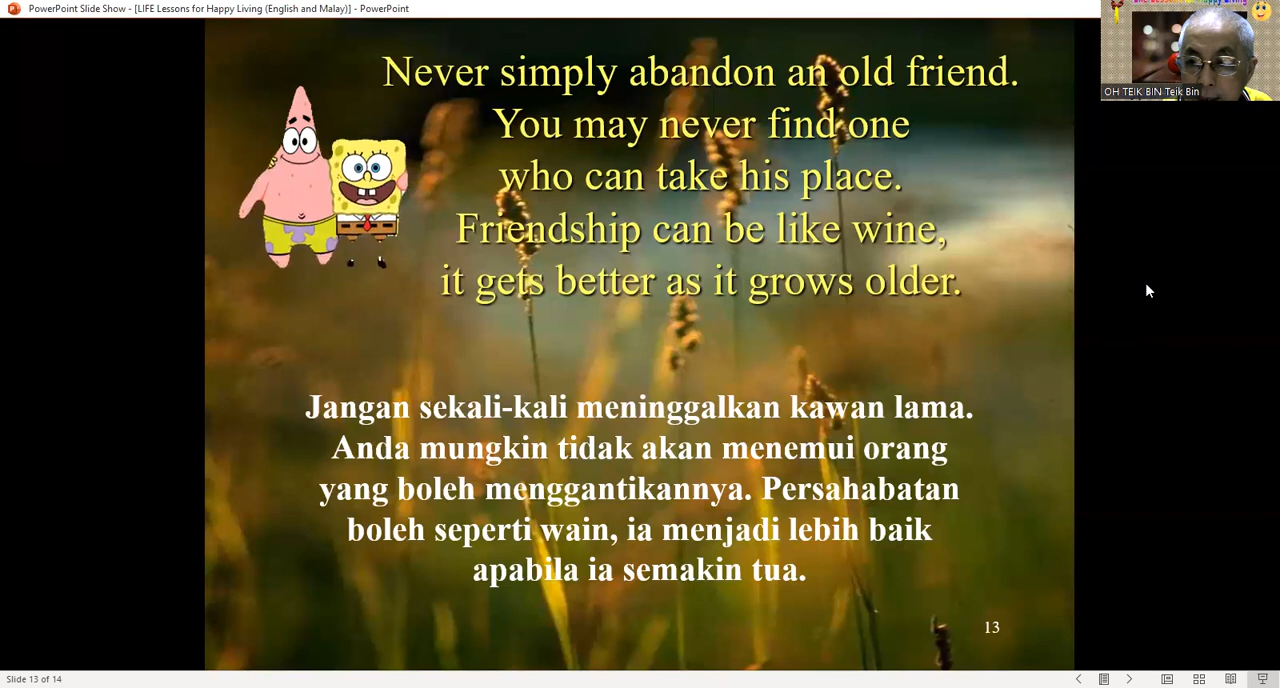 PowerPoint Slide Show - [LIFE Lessons for Happy Living (English and Malay)] - PowerPoint
OH TEIK BIN Teik Bin
Never simply abandon an old friend.
You may never find one
who can take his place.
Friendship can be like wine,
it gets better as it grows older.
Jangan sekali-kali meninggalkan kawan lama.
Anda mungkin tidak akan menemui orang
yang boleh menggantikannya. Persahabatan
boleh seperti wain, ia menjadi lebih baik
apabila ia semakin tua.
13
Slide 13 of 14